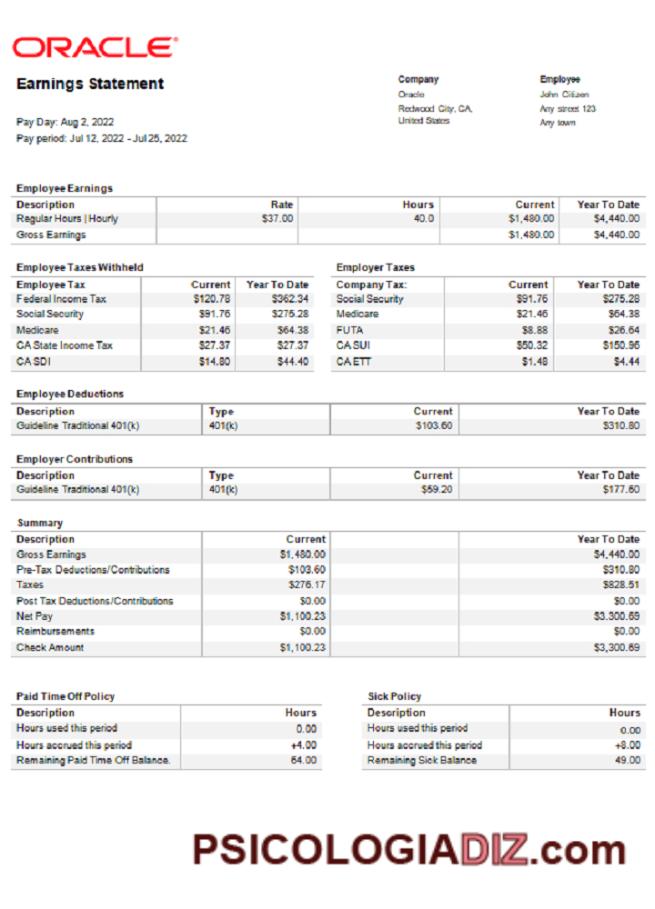 ORACLE
Earnings Statement
Company
Oracle
Redwood City, CA,
United States
Employee
John Citizen
Any street 123
Any town
Pay Day: Aug 2, 2022
Pay period: Jul 12, 2022 - Jul 25, 2022
Employee Earnings
Description Rate Hours Current Year To Date
Regular Hours | Hourly $37.00 40.0 $1,480.00 $4,440.00
Gross Earnings $1,480.00 $4,440.00
Employee Taxes Withheld
Employee Tax Current Year To Date
Federal Income Tax $120.78 $362.34
Social Security $91.76 $275.28
Medicare $21.46 $64.38
CA State Income Tax $27.37 $27.37
CA SDI $14.80 $44.40
Employer Taxes
Company Tax: Current Year To Date
Social Security $91.76 $275.28
Medicare $21.46 $64.38
FUTA $8.88 $26.64
CA SUI $50.32 $150.96
CA ETT $1.48 $4.44
Employee Deductions
Description Type Current Year To Date
Guideline Traditional 401(k) 401(k) $103.60 $310.80
Employer Contributions
Description Type Current Year To Date
Guideline Traditional 401(k) 401(k) $59.20 $177.60
Summary
Description Current Year To Date
Gross Earnings $1,480.00 $4,440.00
Pre-Tax Deductions/Contributions $103.60 $310.80
Taxes $276.17 $828.51
Post Tax Deductions/Contributions $0.00 $0.00
Net Pay $1,100.23 $3.300.69
Reimbursements $0.00 $0.00
Check Amount $1,100.23 $3,300.69
Paid Time Off Policy
Description Hours
Hours used this period 0.00
Hours accrued this period +4.00
Remaining Paid Time Off Balance. 64.00
Sick Policy
Description Hours
Hours used this period 0.00
Hours accrued this period +8.00
Remaining Sick Balance 49.00
PSICOLOGIADIZ.com